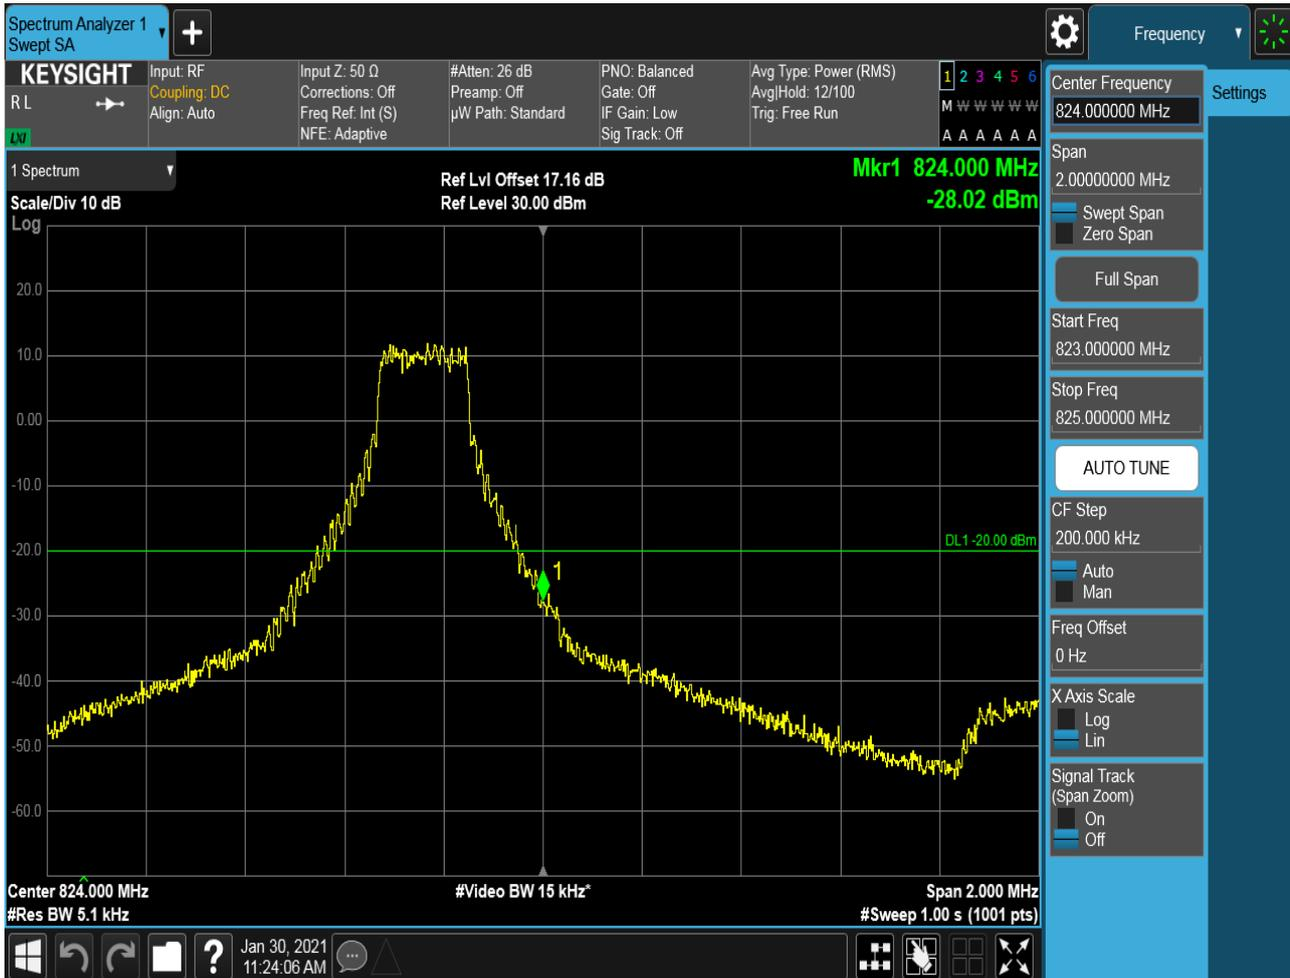 Spectrum Analyzer 1
Swept SA
Frequency
KEYSIGHT
R L
LXI
Input: RF
Coupling: DC
Align: Auto
Input Z: 50 Ω
Corrections: Off
Freq Ref: Int (S)
NFE: Adaptive
#Atten: 26 dB
Preamp: Off
µW Path: Standard
PNO: Balanced
Gate: Off
IF Gain: Low
Sig Track: Off
Avg Type: Power (RMS)
Avg|Hold: 12/100
Trig: Free Run
1 2 3 4 5 6
M W W W W W
A A A A A A
1 Spectrum
Scale/Div 10 dB
Log
Ref Lvl Offset 17.16 dB
Ref Level 30.00 dBm
Mkr1 824.000 MHz
-28.02 dBm
20.0
10.0
0.00
-10.0
-20.0
-30.0
-40.0
-50.0
-60.0
DL1 -20.00 dBm
1
Center 824.000 MHz
#Res BW 5.1 kHz
#Video BW 15 kHz*
Span 2.000 MHz
#Sweep 1.00 s (1001 pts)
?
Jan 30, 2021
11:24:06 AM
Center Frequency
824.000000 MHz
Settings
Span
2.00000000 MHz
Swept Span
Zero Span
Full Span
Start Freq
823.000000 MHz
Stop Freq
825.000000 MHz
AUTO TUNE
CF Step
200.000 kHz
Auto
Man
Freq Offset
0 Hz
X Axis Scale
Log
Lin
Signal Track
(Span Zoom)
On
Off